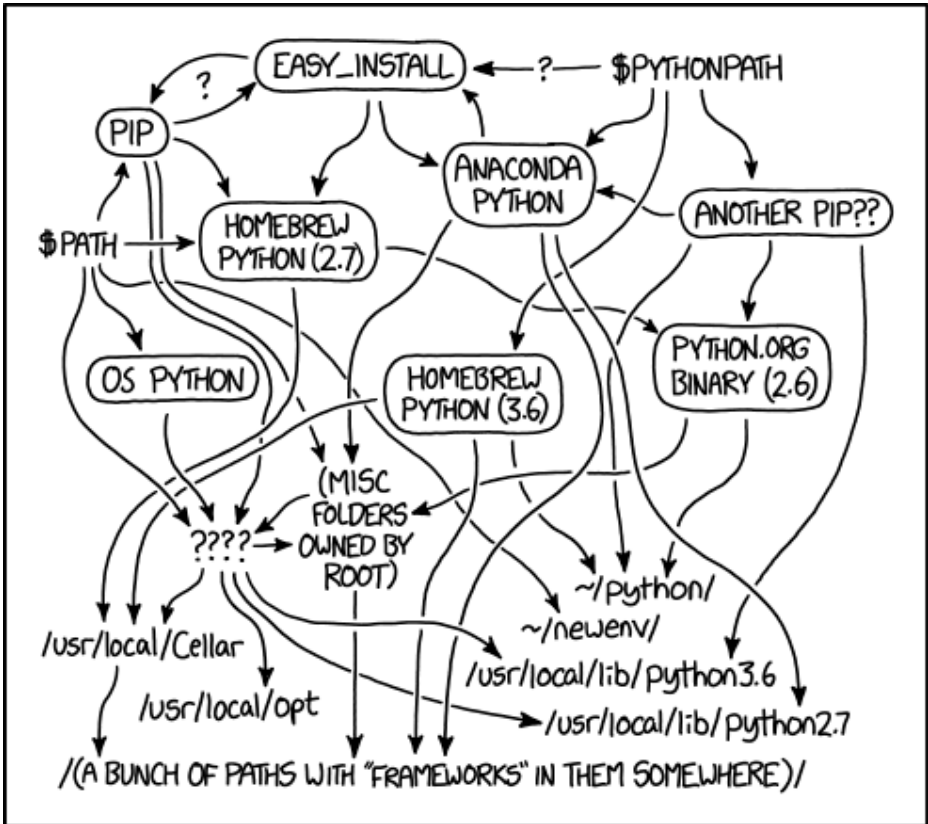 EASY_INSTALL
?
$PYTHONPATH
?
PIP
ANACONDA
PYTHON
ANOTHER PIP??
HOMEBREW
PYTHON (2.7)
$PATH
PYTHON.ORG
BINARY (2.6)
OS PYTHON
HOMEBREW
PYTHON (3.6)
(MISC
FOLDERS
OWNED BY
ROOT)
????
~/python/
~/newenv/
/usr/local/Cellar
/usr/local/lib/python3.6
/usr/local/opt
/usr/local/lib/python2.7
/(A BUNCH OF PATHS WITH "FRAMEWORKS" IN THEM SOMEWHERE)/